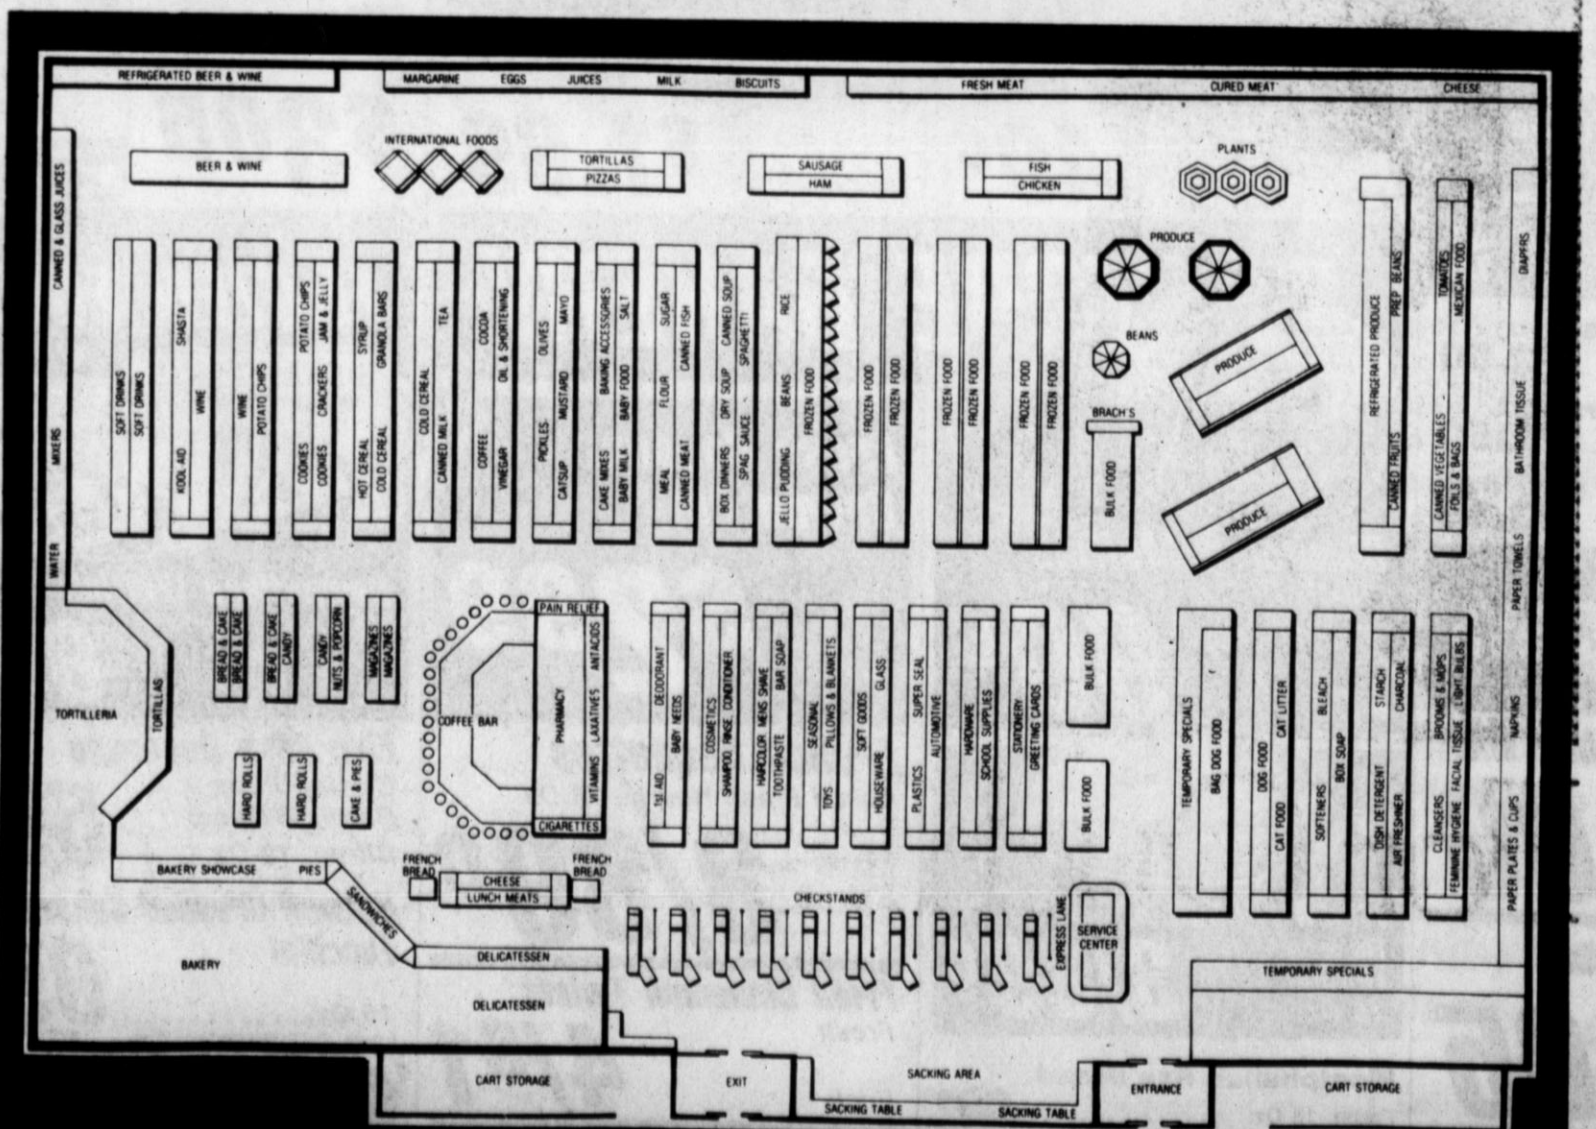 REFRIGERATED BEER & WINE
MARGARINE EGGS JUICES MILK BISCUITS
FRESH MEAT CURED MEAT CHEESE
CANNED & GLASS JUICES
MIXERS
WATER
BEER & WINE
INTERNATIONAL FOODS
TORTILLAS
PIZZAS
SAUSAGE
HAM
FISH
CHICKEN
PLANTS
SOFT DRINKS
SOFT DRINKS
KOOL AID SHASTA
WINE
WINE
POTATO CHIPS
COOKIES POTATO CHIPS
COOKIES CRACKERS JAM & JELLY
HOT CEREAL SYRUP
COLD CEREAL GRANOLA BARS
COLD CEREAL
CANNED MILK TEA
COFFEE COCOA
VINEGAR OIL & SHORTENING
PICKLES OLIVES
CATSUP MUSTARD MAYO
CAKE MIXES BAKING ACCESSORIES
BABY MILK BABY FOOD SALT
MEAL FLOUR SUGAR
CANNED MEAT CANNED FISH
BOX DINNERS DRY SOUP CANNED SOUP
SPAG SAUCE - SPAGHETTI
JELLO PUDDING BEANS RICE
FROZEN FOOD
FROZEN FOOD
FROZEN FOOD
FROZEN FOOD
FROZEN FOOD
FROZEN FOOD
FROZEN FOOD
PRODUCE
BEANS
BRACH'S
BULK FOOD
PRODUCE
PRODUCE
REFRIGERATED PRODUCE
CANNED FRUITS PREP BEANS
CANNED VEGETABLES - TOMATOES
FOILS & BAGS - MEXICAN FOOD
DIAPERS
BATHROOM TISSUE
PAPER TOWELS
NAPKINS
PAPER PLATES & CUPS
TORTILLERIA
TORTILLAS
BREAD & CAKE
BREAD & CAKE
BREAD & CAKE
CANDY
CANDY
NUTS & POPCORN
MAGAZINES
MAGAZINES
HARD ROLLS
HARD ROLLS
CAKE & PIES
COFFEE BAR
PAIN RELIEF
PHARMACY
VITAMINS LAXATIVES ANTACIDS
CIGARETTES
1st AID DEODORANT
BABY NEEDS
COSMETICS
SHAMPOO, RINSE, CONDITIONER
HAIRCOLOR MENS SHAVE
TOOTHPASTE BAR SOAP
SEASONAL
TOYS PILLOWS & BLANKETS
SOFT GOODS
HOUSEWARE GLASS
PLASTICS SUPER SEAL
AUTOMOTIVE
HARDWARE
SCHOOL SUPPLIES
STATIONERY
GREETING CARDS
BULK FOOD
BULK FOOD
TEMPORARY SPECIALS
BAG DOG FOOD
DOG FOOD
CAT FOOD CAT LITTER
SOFTENERS BLEACH
BOX SOAP
DISH DETERGENT STARCH
AIR FRESHNER CHARCOAL
CLEANSERS BROOMS & MOPS
FEMININE HYGIENE FACIAL TISSUE LIGHT BULBS
BAKERY SHOWCASE PIES
SANDWICHES
FRENCH BREAD
CHEESE
LUNCH MEATS
FRENCH BREAD
CHECKSTANDS
EXPRESS LANE
SERVICE CENTER
BAKERY
DELICATESSEN
DELICATESSEN
TEMPORARY SPECIALS
CART STORAGE
EXIT
SACKING AREA
SACKING TABLE
SACKING TABLE
ENTRANCE
CART STORAGE